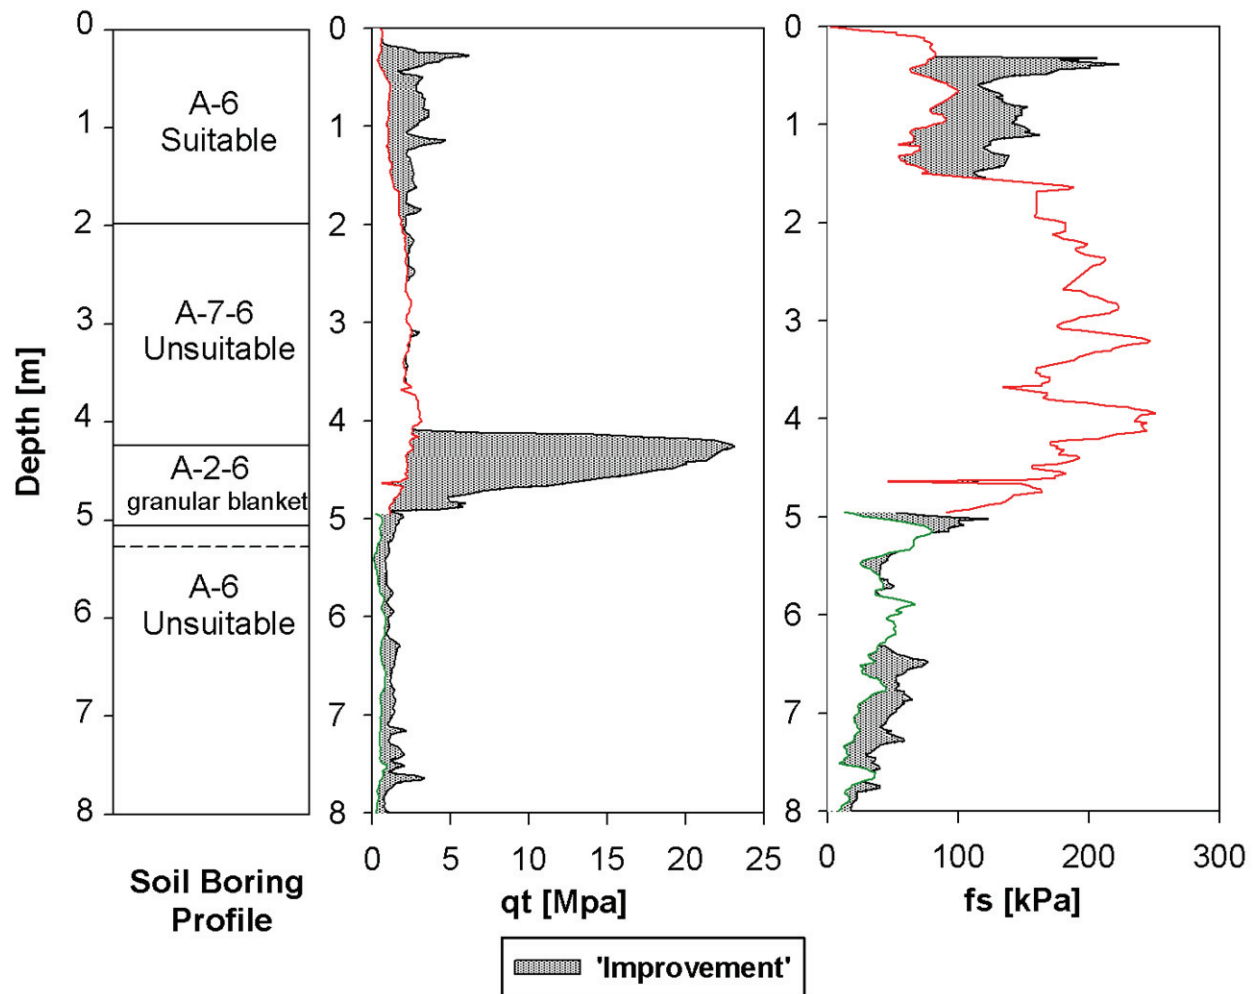 0
1
2
3
4
5
6
7
8
Depth [m]
A-6
Suitable
A-7-6
Unsuitable
A-2-6
granular blanket
A-6
Unsuitable
Soil Boring
Profile
0
1
2
3
4
5
6
7
8
0 5 10 15 20 25
qt [Mpa]
0
1
2
3
4
5
6
7
8
0 100 200 300
fs [kPa]
'Improvement'